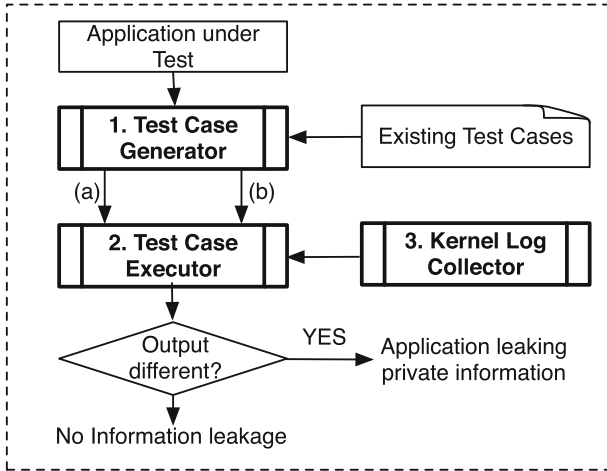 Application under
Test
1. Test Case
Generator
Existing Test Cases
(a)
(b)
2. Test Case
Executor
3. Kernel Log
Collector
Output
different?
YES
Application leaking
private information
No Information leakage